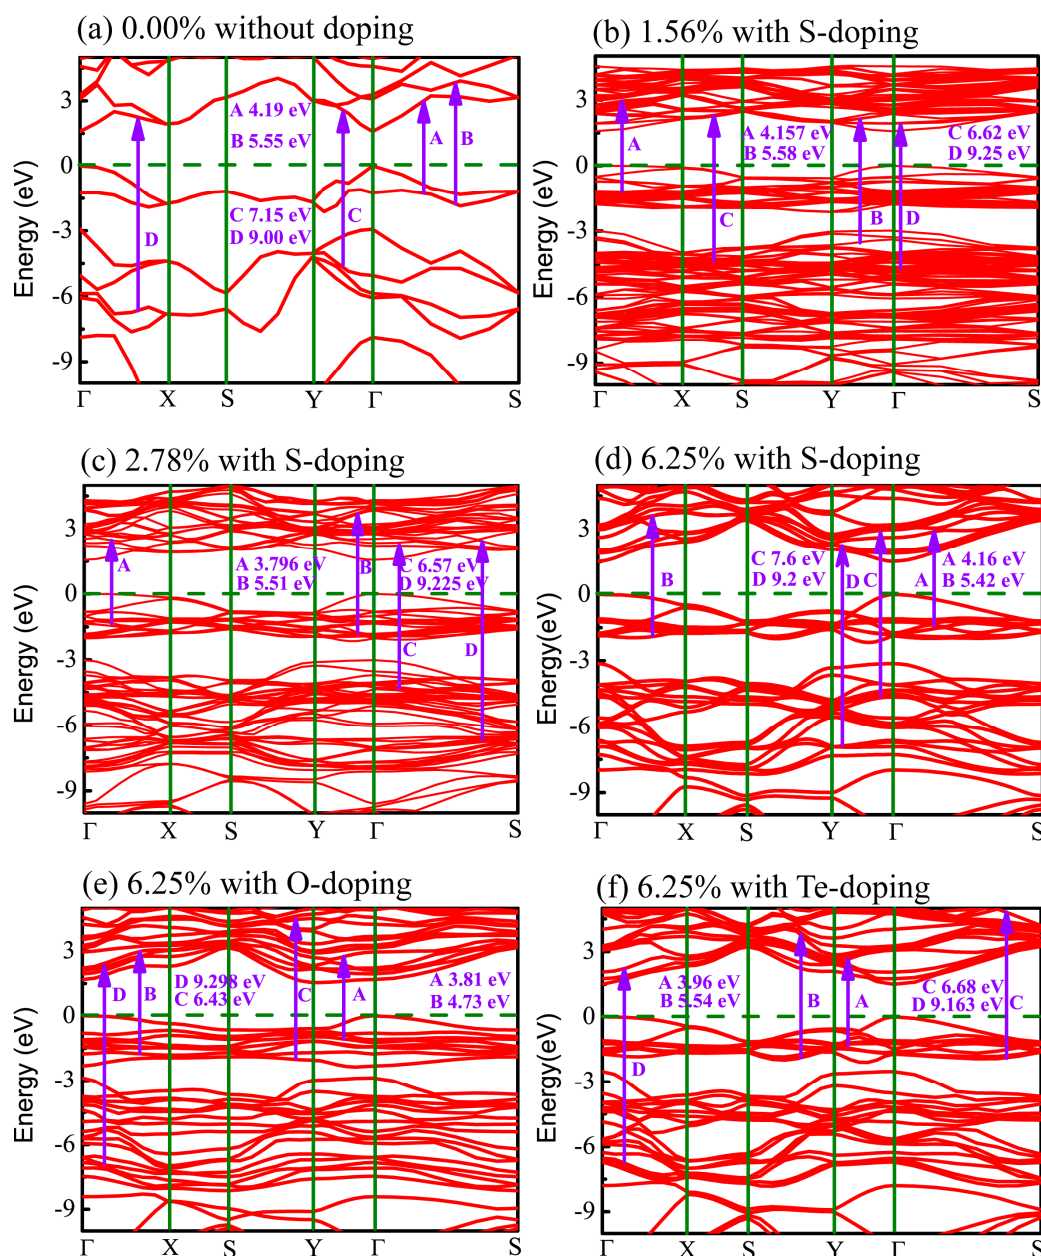 (a) 0.00% without doping
Energy (eV)
3
0
-3
-6
-9
A 4.19 eV
B 5.55 eV
C 7.15 eV
D 9.00 eV
D
C
A
B
Γ X S Y Γ S
(b) 1.56% with S-doping
Energy (eV)
3
0
-3
-6
-9
A 4.157 eV
B 5.58 eV
C 6.62 eV
D 9.25 eV
A
C
B
D
Γ X S Y Γ S
(c) 2.78% with S-doping
Energy (eV)
3
0
-3
-6
-9
A 3.796 eV
B 5.51 eV
C 6.57 eV
D 9.225 eV
A
B
C
D
Γ X S Y Γ S
(d) 6.25% with S-doping
Energy(eV)
3
0
-3
-6
-9
C 7.6 eV
D 9.2 eV
A 4.16 eV
B 5.42 eV
B
D
C
A
Γ X S Y Γ S
(e) 6.25% with O-doping
Energy (eV)
3
0
-3
-6
-9
D 9.298 eV
C 6.43 eV
A 3.81 eV
B 4.73 eV
D
B
C
A
Γ X S Y Γ S
(f) 6.25% with Te-doping
Energy(eV)
3
0
-3
-6
-9
A 3.96 eV
B 5.54 eV
C 6.68 eV
D 9.163 eV
D
B
A
C
Γ X S Y Γ S